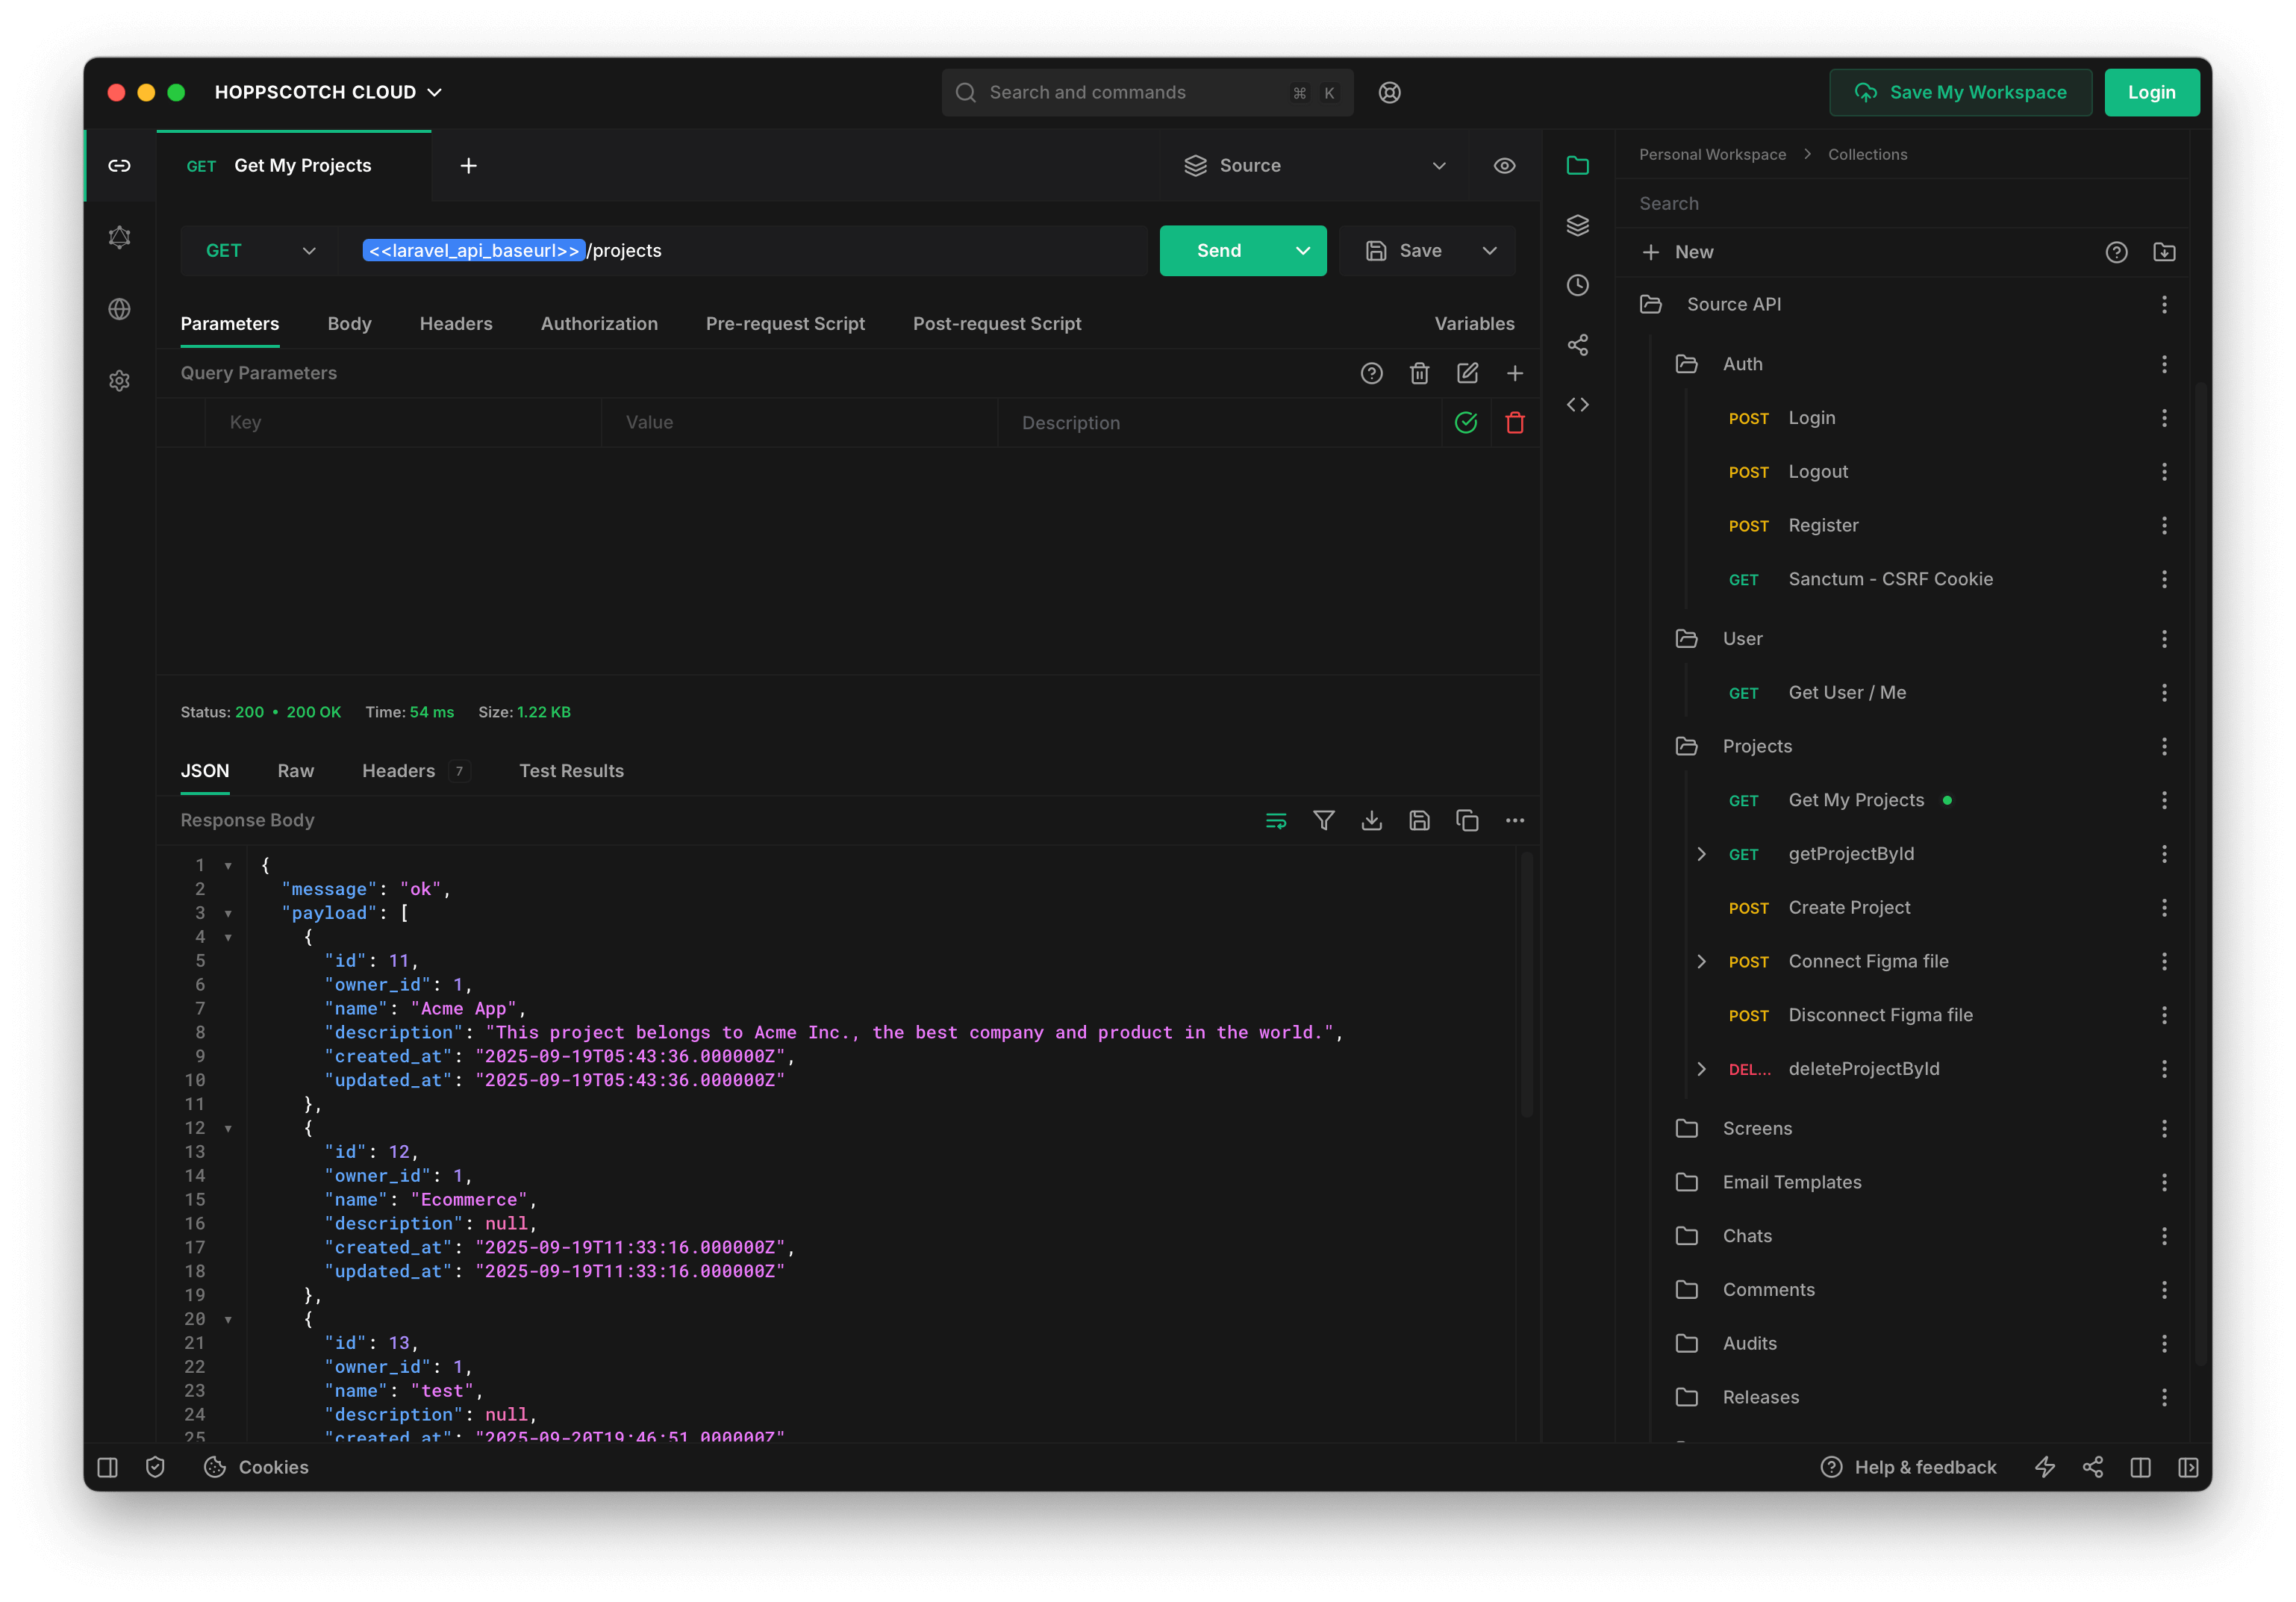 HOPPSCOTCH CLOUD
Search and commands ⌘ K
Save My Workspace
Login
GET Get My Projects
Source
GET
<<laravel_api_baseurl>>/projects
Send
Save
Parameters Body Headers Authorization Pre-request Script Post-request Script Variables
Query Parameters
Key Value Description
Status: 200 • 200 OK Time: 54 ms Size: 1.22 KB
JSON Raw Headers 7 Test Results
Response Body
1 {
2 "message": "ok",
3 "payload": [
4 {
5 "id": 11,
6 "owner_id": 1,
7 "name": "Acme App",
8 "description": "This project belongs to Acme Inc., the best company and product in the world.",
9 "created_at": "2025-09-19T05:43:36.000000Z",
10 "updated_at": "2025-09-19T05:43:36.000000Z"
11 },
12 {
13 "id": 12,
14 "owner_id": 1,
15 "name": "Ecommerce",
16 "description": null,
17 "created_at": "2025-09-19T11:33:16.000000Z",
18 "updated_at": "2025-09-19T11:33:16.000000Z"
19 },
20 {
21 "id": 13,
22 "owner_id": 1,
23 "name": "test",
24 "description": null,
25 "created_at": "2025-09-20T19:46:51.000000Z"
Personal Workspace > Collections
Search
New
Source API
Auth
POST Login
POST Logout
POST Register
GET Sanctum - CSRF Cookie
User
GET Get User / Me
Projects
GET Get My Projects
GET getProjectById
POST Create Project
POST Connect Figma file
POST Disconnect Figma file
DEL... deleteProjectById
Screens
Email Templates
Chats
Comments
Audits
Releases
Cookies
Help & feedback